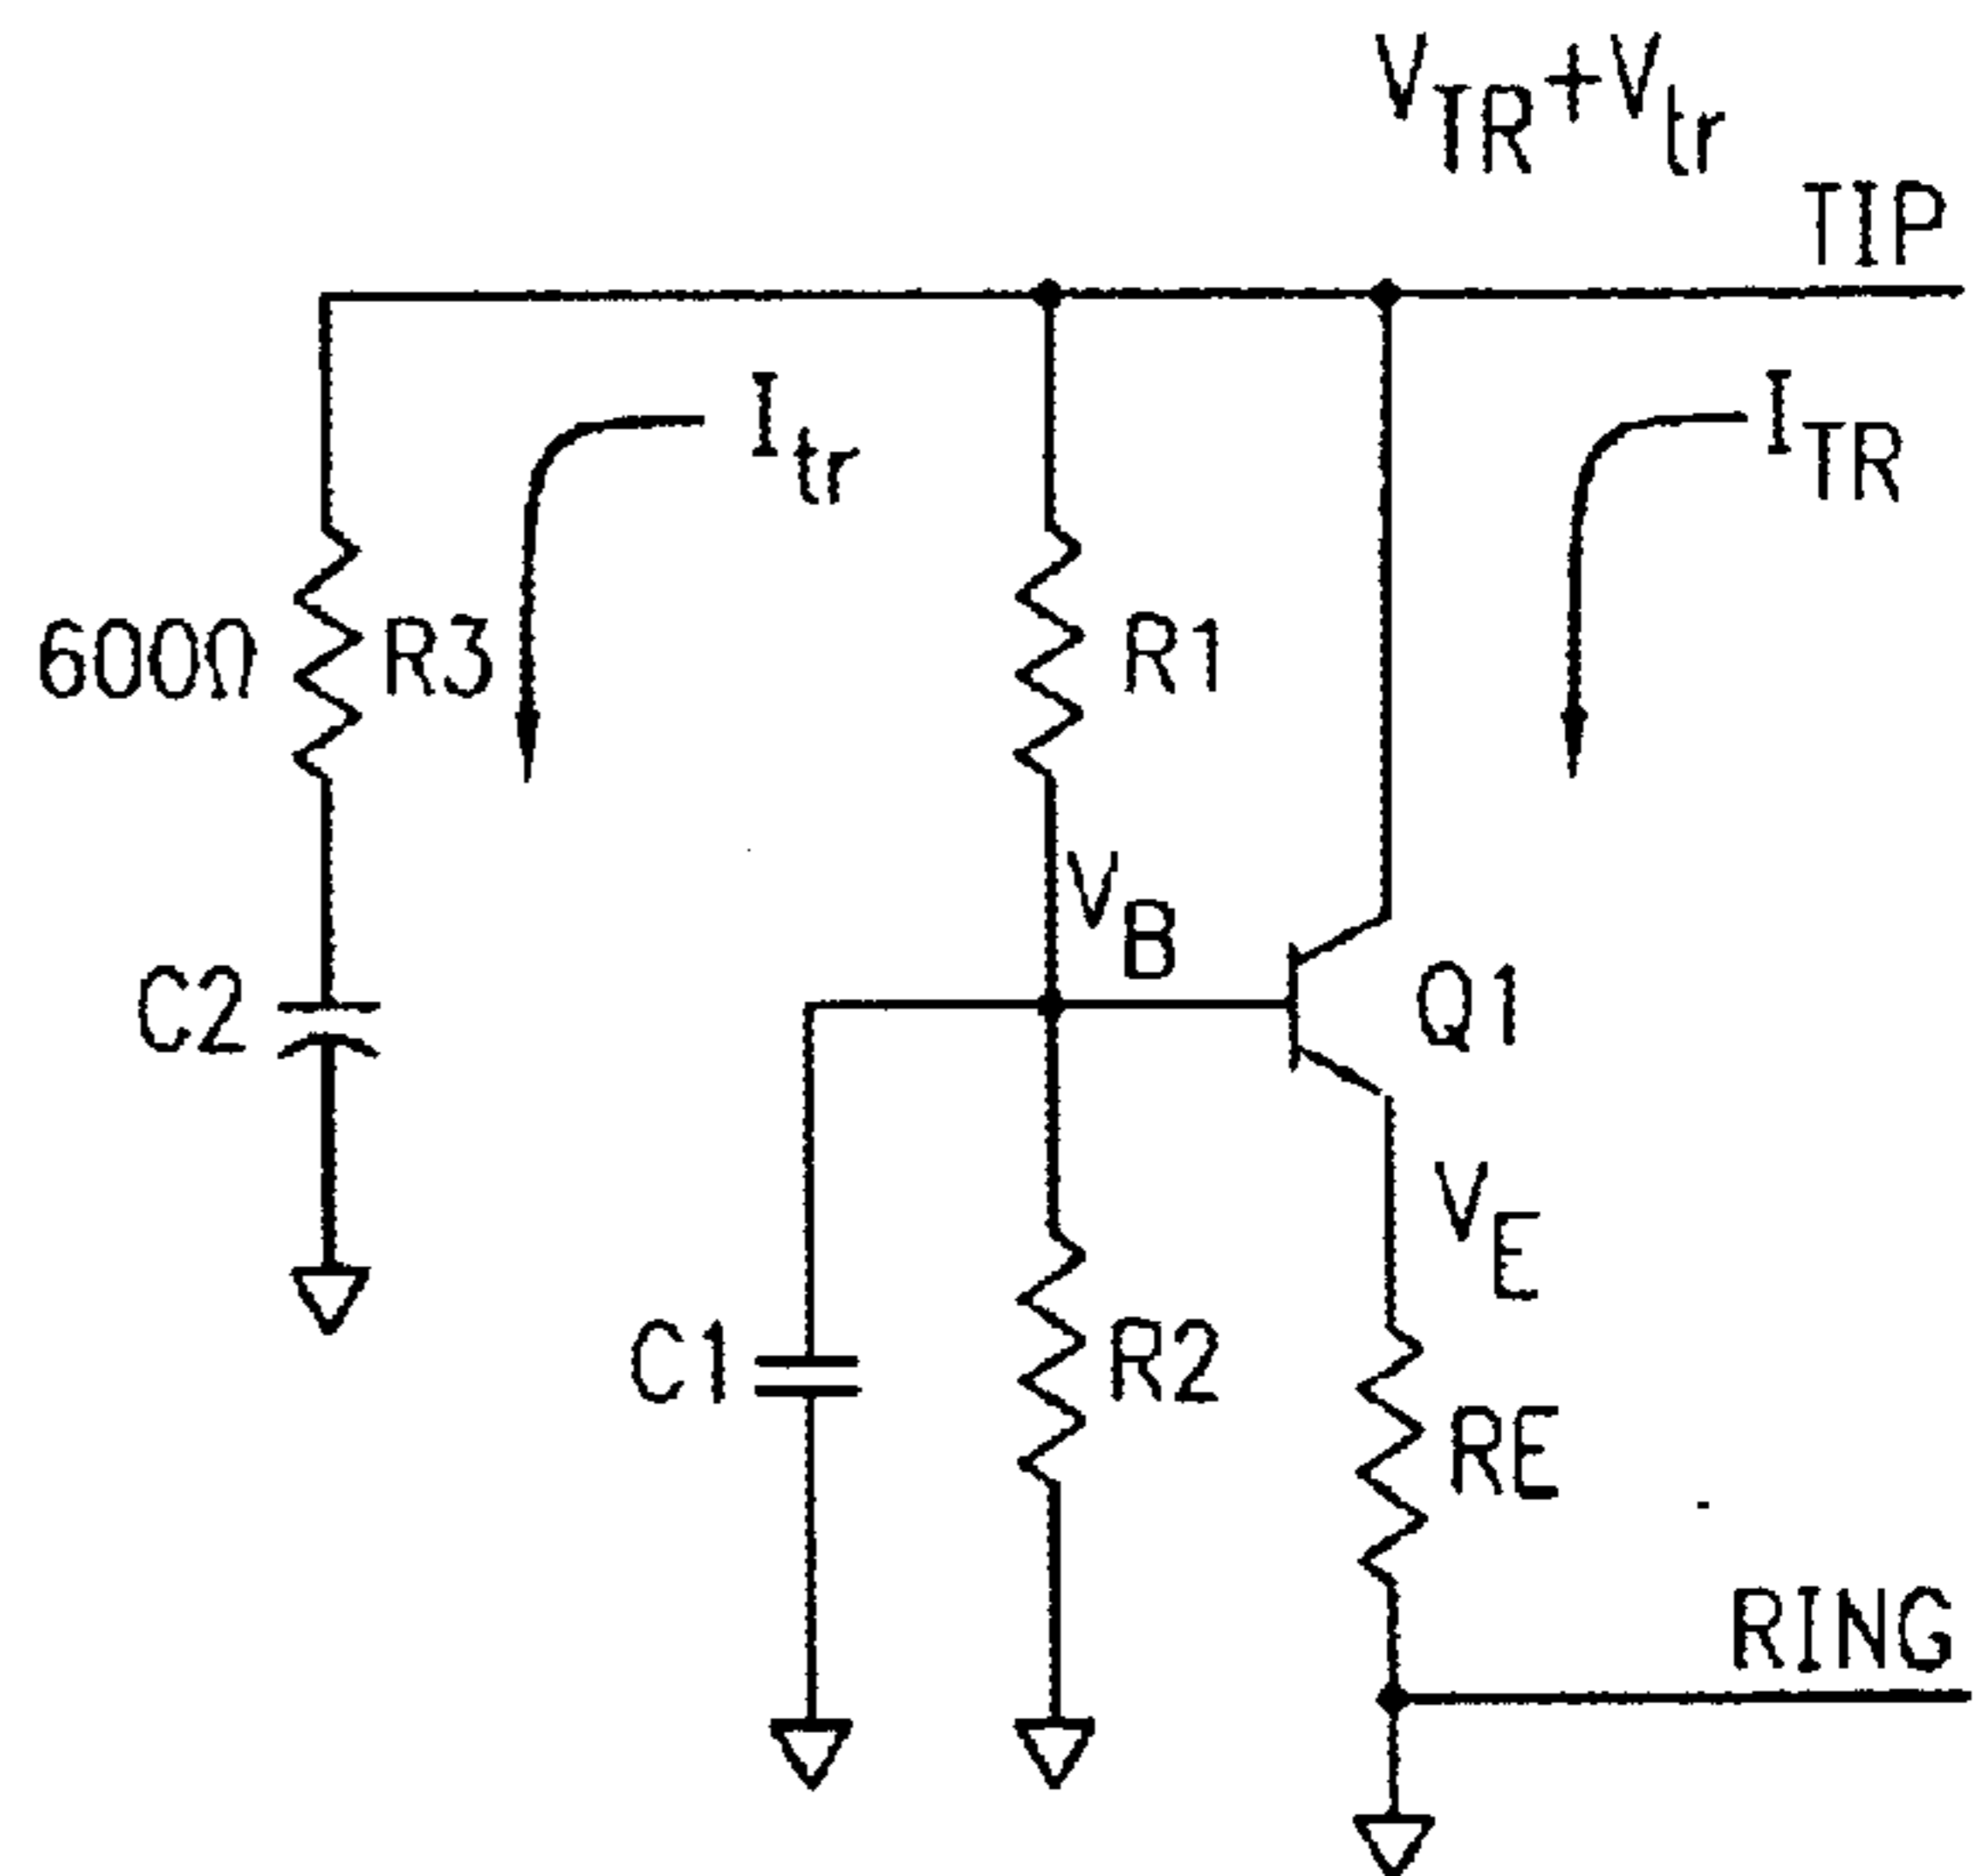 VTR+Vtr
TIP
Itr
ITR
600Ω
R3
R1
VB
C2
Q1
VE
C1
R2
RE
RING